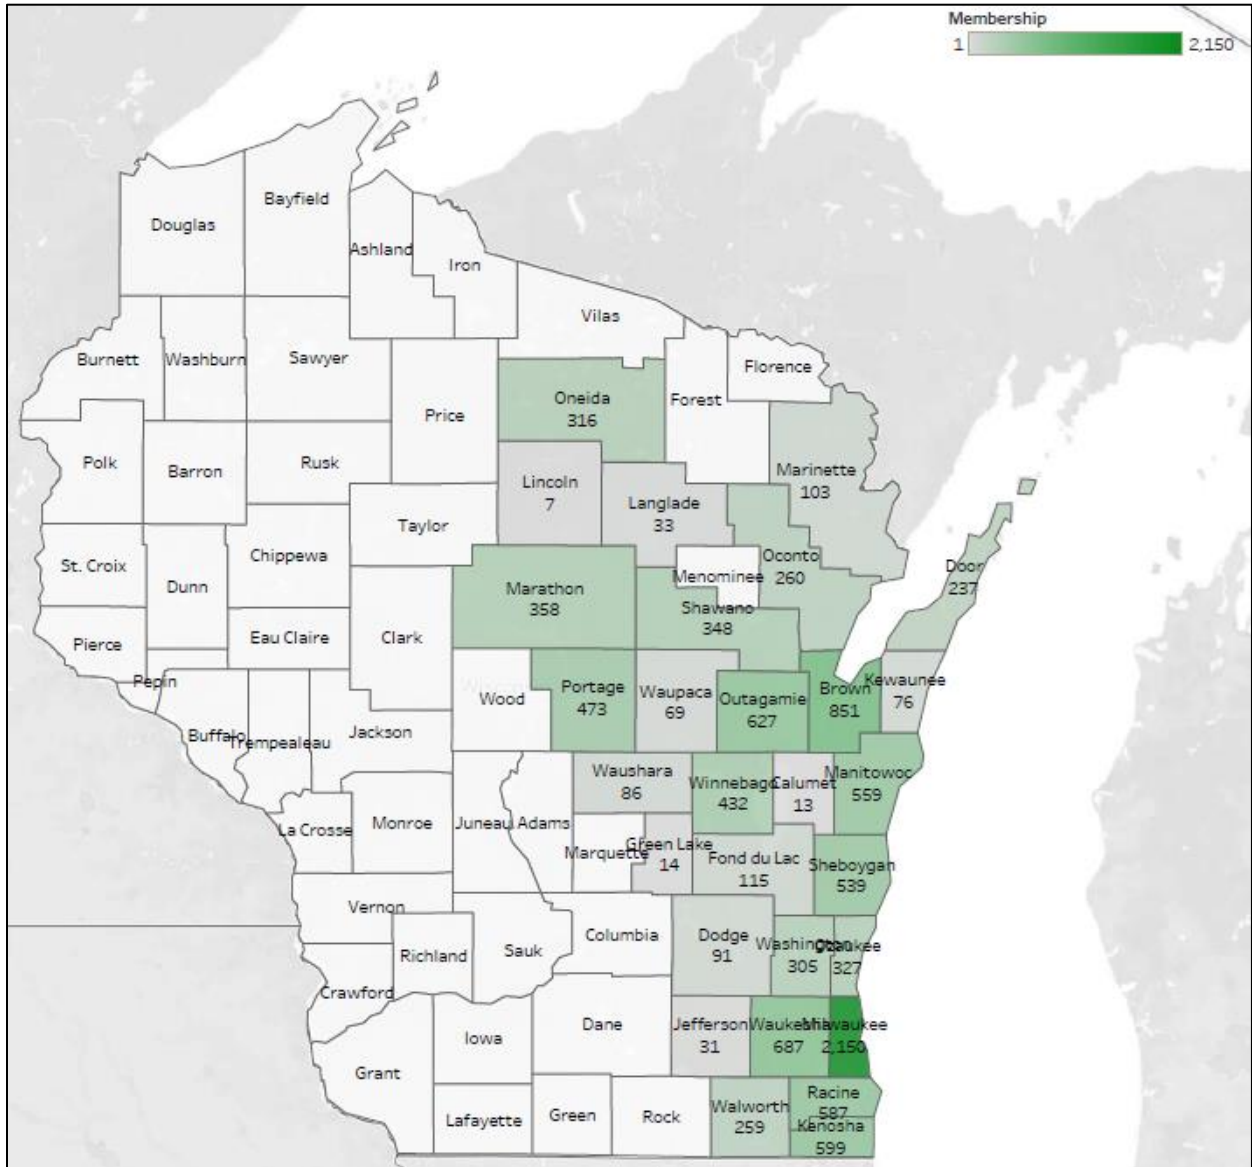 Membership
1
2,150
Bayfield
Douglas
Ashland
Iron
Vilas
Burnett
Washburn
Sawyer
Florence
Oneida
316
Forest
Price
Polk
Barron
Rusk
Marinette
103
Lincoln
7
Langlade
33
Taylor
Chippewa
St. Croix
Dunn
Oconto
260
Door
237
Menominee
Marathon
358
Shawano
348
Pierce
Eau Claire
Clark
Pepin
Wood
Portage
473
Waupaca
69
Outagamie
627
Brown
851
Kewaunee
76
Buffalo
Trempealeau
Jackson
Waushara
86
Winnebago
432
Calumet
13
Manitowoc
559
La Crosse
Monroe
Juneau
Adams
Marquette
Green Lake
14
Fond du Lac
115
Sheboygan
539
Vernon
Richland
Sauk
Columbia
Dodge
91
Washington
305
Ozaukee
327
Crawford
Iowa
Dane
Jefferson
31
Waukesha
687
Milwaukee
2,150
Grant
Lafayette
Green
Rock
Walworth
259
Racine
587
Kenosha
599